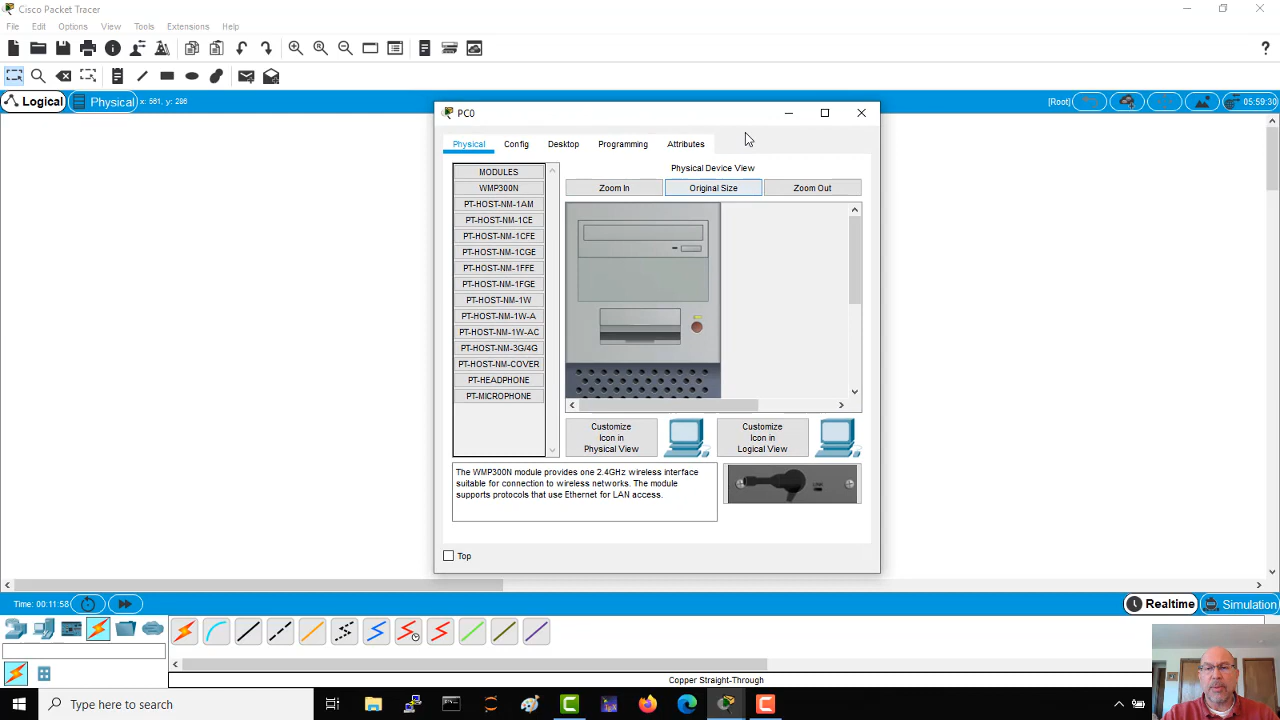 Cisco Packet Tracer
File Edit Options View Tools Extensions Help
?
Logical Physical x: 561, y: 286 [Root] 05:59:30
PC0
Physical Config Desktop Programming Attributes
Physical Device View
Zoom In Original Size Zoom Out
MODULES
WMP300N
PT-HOST-NM-1AM
PT-HOST-NM-1CE
PT-HOST-NM-1CFE
PT-HOST-NM-1CGE
PT-HOST-NM-1FFE
PT-HOST-NM-1FGE
PT-HOST-NM-1W
PT-HOST-NM-1W-A
PT-HOST-NM-1W-AC
PT-HOST-NM-3G/4G
PT-HOST-NM-COVER
PT-HEADPHONE
PT-MICROPHONE
Customize
Icon in
Physical View
Customize
Icon in
Logical View
The WMP300N module provides one 2.4GHz wireless interface
suitable for connection to wireless networks. The module
supports protocols that use Ethernet for LAN access.
Top
Time: 00:11:58 Realtime Simulation
Copper Straight-Through
Type here to search